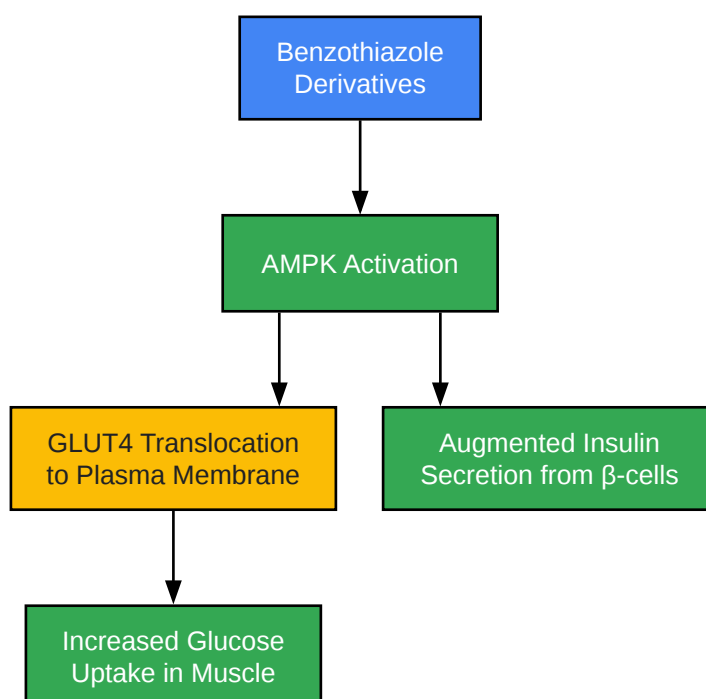 Benzothiazole
Derivatives
AMPK Activation
GLUT4 Translocation
to Plasma Membrane
Augmented Insulin
Secretion from β-cells
Increased Glucose
Uptake in Muscle